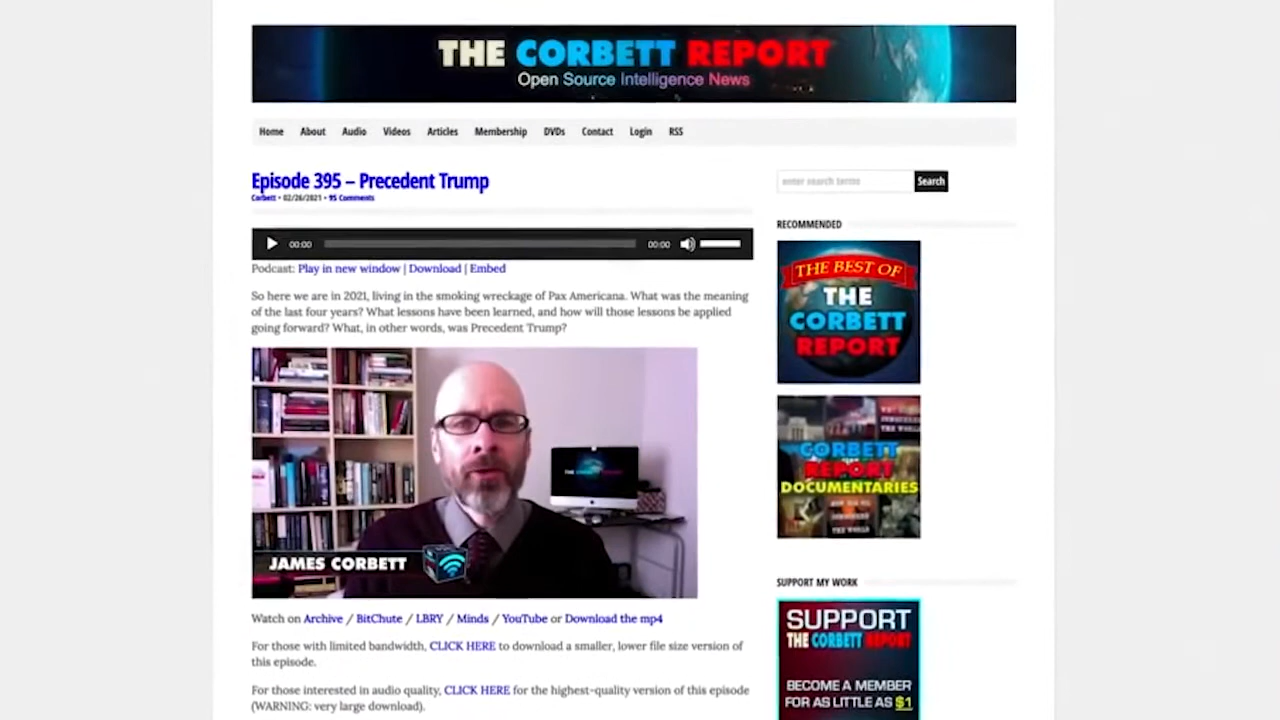 THE CORBETT REPORT
Open Source Intelligence News
Home About Audio Videos Articles Membership DVDs Contact Login RSS
Episode 395 – Precedent Trump
Corbett • 02/26/2021 • 95 Comments
00:00 00:00
Podcast: Play in new window | Download | Embed
So here we are in 2021, living in the smoking wreckage of Pax Americana. What was the meaning
of the last four years? What lessons have been learned, and how will those lessons be applied
going forward? What, in other words, was Precedent Trump?
JAMES CORBETT
Watch on Archive / BitChute / LBRY / Minds / YouTube or Download the mp4
For those with limited bandwidth, CLICK HERE to download a smaller, lower file size version of
this episode.
For those interested in audio quality, CLICK HERE for the highest-quality version of this episode
(WARNING: very large download).
enter search terms Search
RECOMMENDED
THE BEST OF
THE
CORBETT
REPORT
CORBETT
REPORT
DOCUMENTARIES
SUPPORT MY WORK
SUPPORT
THE CORBETT REPORT
BECOME A MEMBER
FOR AS LITTLE AS $1